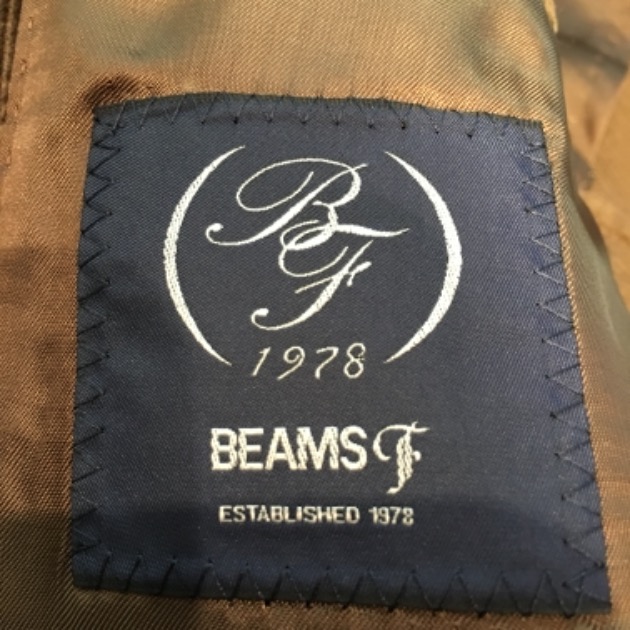 BF
1978
BEAMS F
ESTABLISHED 1978